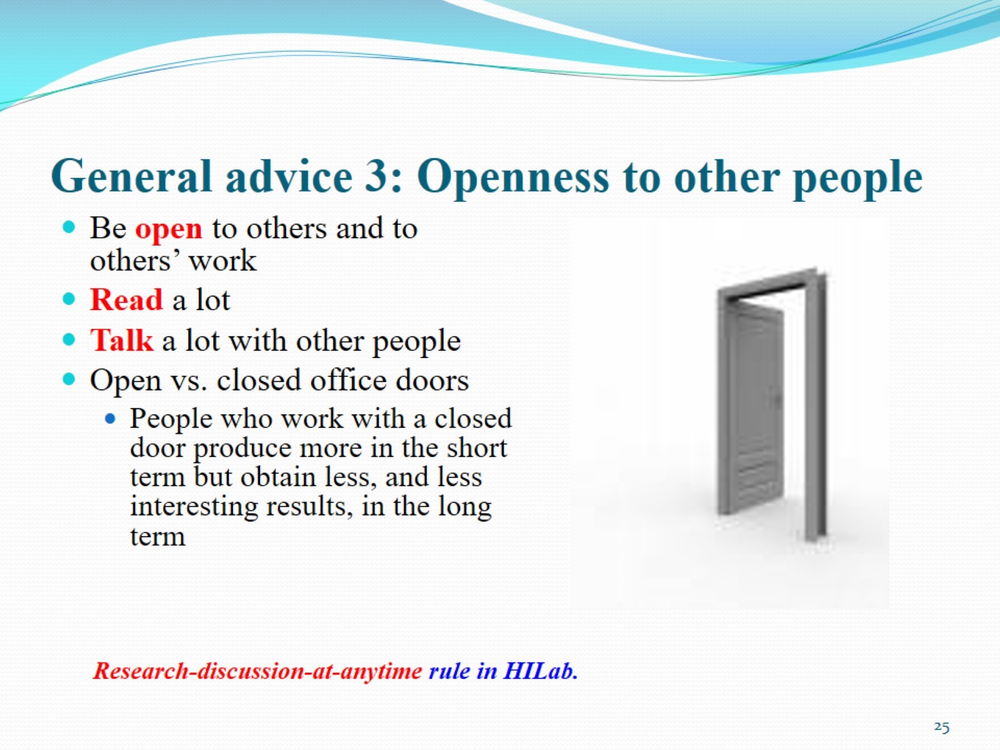 General advice 3: Openness to other people
Be open to others and to
others’ work
Read a lot
Talk a lot with other people
Open vs. closed office doors
People who work with a closed
door produce more in the short
term but obtain less, and less
interesting results, in the long
term
Research-discussion-at-anytime rule in HILab.
25